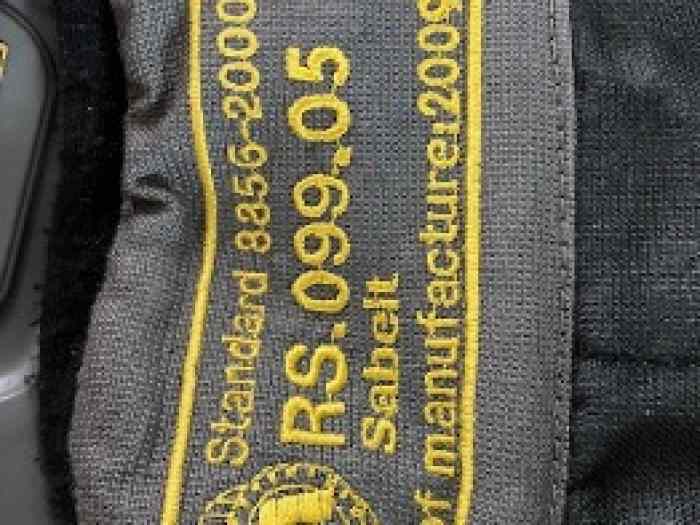 Standard 8856-2000
RS.099.05
Sabelt
of manufacture:2009